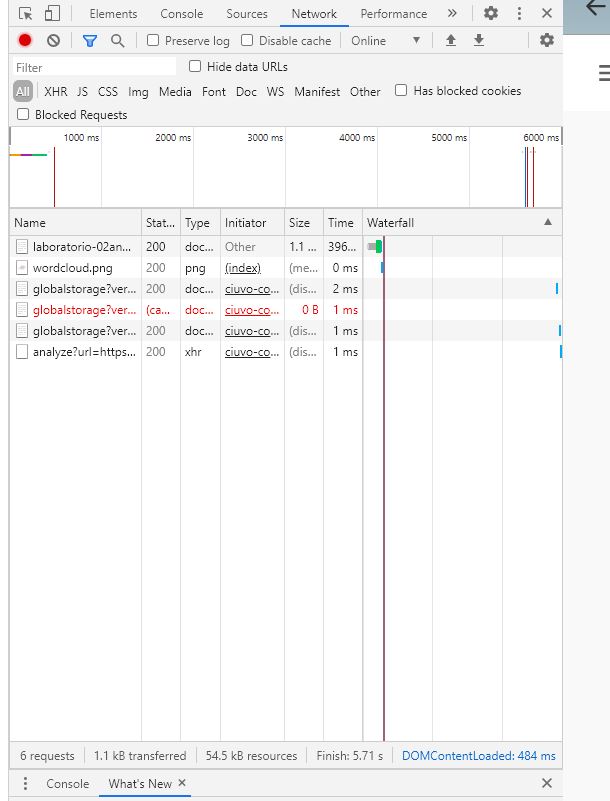 Elements Console Sources Network Performance »
Preserve log Disable cache Online
Filter Hide data URLs
All XHR JS CSS Img Media Font Doc WS Manifest Other Has blocked cookies
Blocked Requests
1000 ms 2000 ms 3000 ms 4000 ms 5000 ms 6000 ms
Name Stat... Type Initiator Size Time Waterfall
laboratorio-02an... 200 doc... Other 1.1 ... 396...
wordcloud.png 200 png (index) (me... 0 ms
globalstorage?ver... 200 doc... ciuvo-co... (dis... 2 ms
globalstorage?ver... (ca... doc... ciuvo-co... 0 B 1 ms
globalstorage?ver... 200 doc... ciuvo-co... (dis... 1 ms
analyze?url=https... 200 xhr ciuvo-co... (dis... 1 ms
6 requests 1.1 kB transferred 54.5 kB resources Finish: 5.71 s DOMContentLoaded: 484 ms
Console What's New